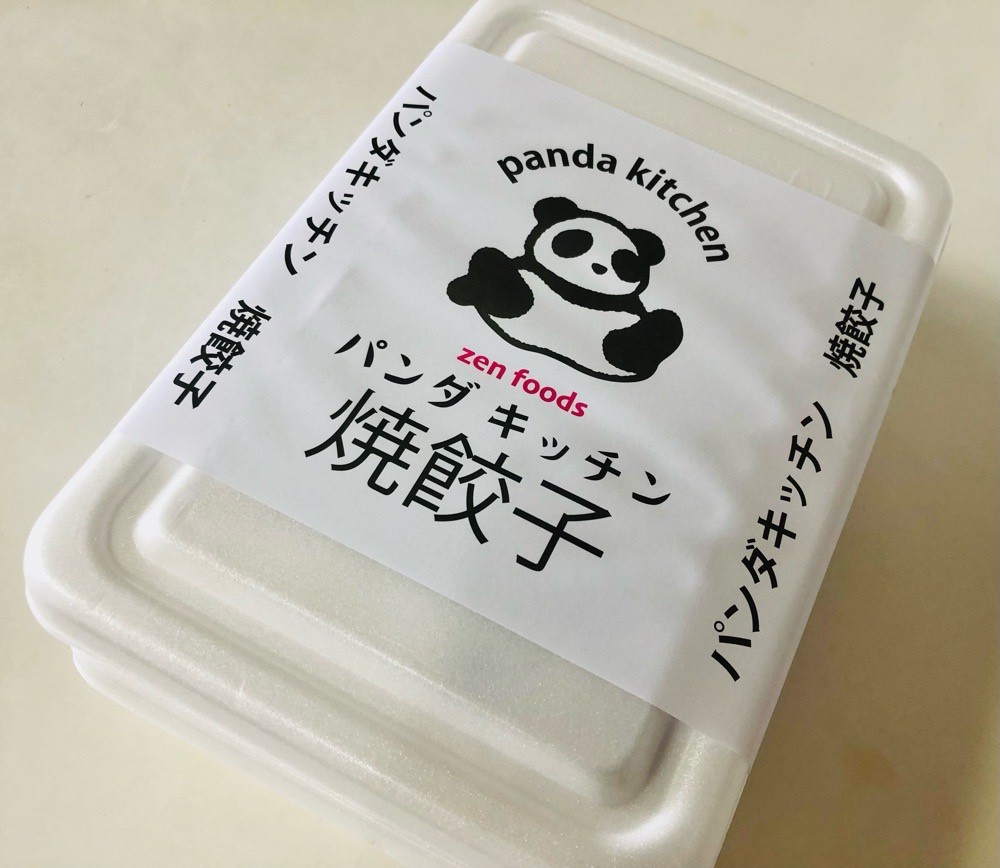 panda kitchen
zen foods
パンダキッチン
焼餃子
パンダキッチン 焼餃子
パンダキッチン 焼餃子